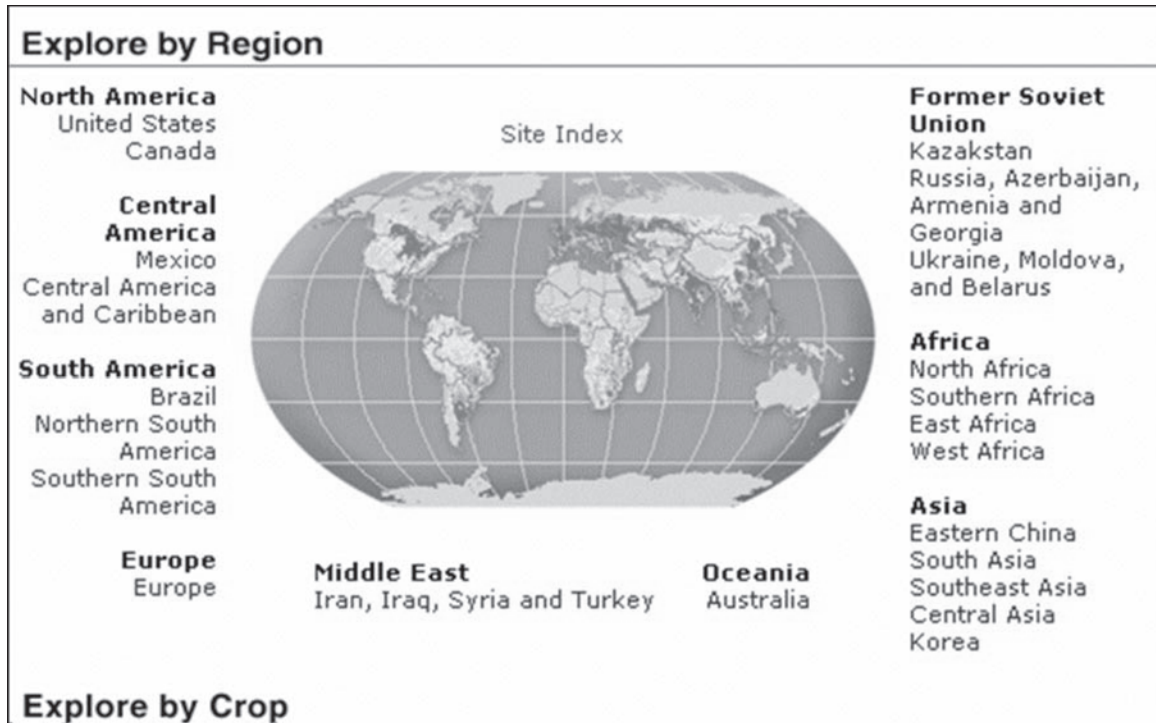 Explore by Region
North America
United States
Canada
Central
America
Mexico
Central America
and Caribbean
South America
Brazil
Northern South
America
Southern South
America
Europe
Europe
Site Index
Middle East
Iran, Iraq, Syria and Turkey
Oceania
Australia
Former Soviet
Union
Kazakstan
Russia, Azerbaijan,
Armenia and
Georgia
Ukraine, Moldova,
and Belarus
Africa
North Africa
Southern Africa
East Africa
West Africa
Asia
Eastern China
South Asia
Southeast Asia
Central Asia
Korea
Explore by Crop